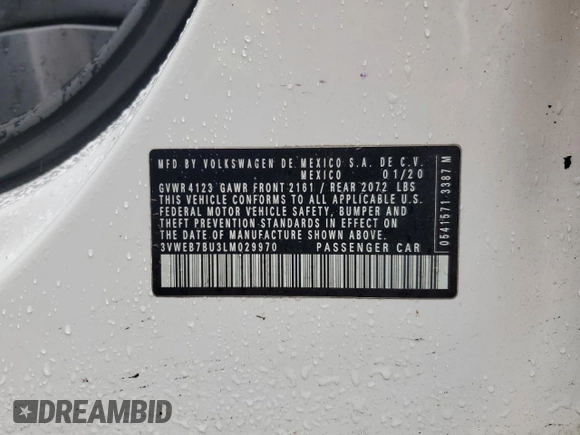 MFD BY VOLKSWAGEN DE MEXICO S.A. DE C.V.
MEXICO 01/20
GVWR 4123 GAWR FRONT 2161 / REAR 2072 LBS
THIS VEHICLE CONFORMS TO ALL APPLICABLE U.S.
FEDERAL MOTOR VEHICLE SAFETY, BUMPER AND
THEFT PREVENTION STANDARDS IN EFFECT ON
THE DATE OF MANUFACTURE SHOWN ABOVE.
3VWEB7BU3LM029970 PASSENGER CAR
0541571-3387 M
DREAMBID